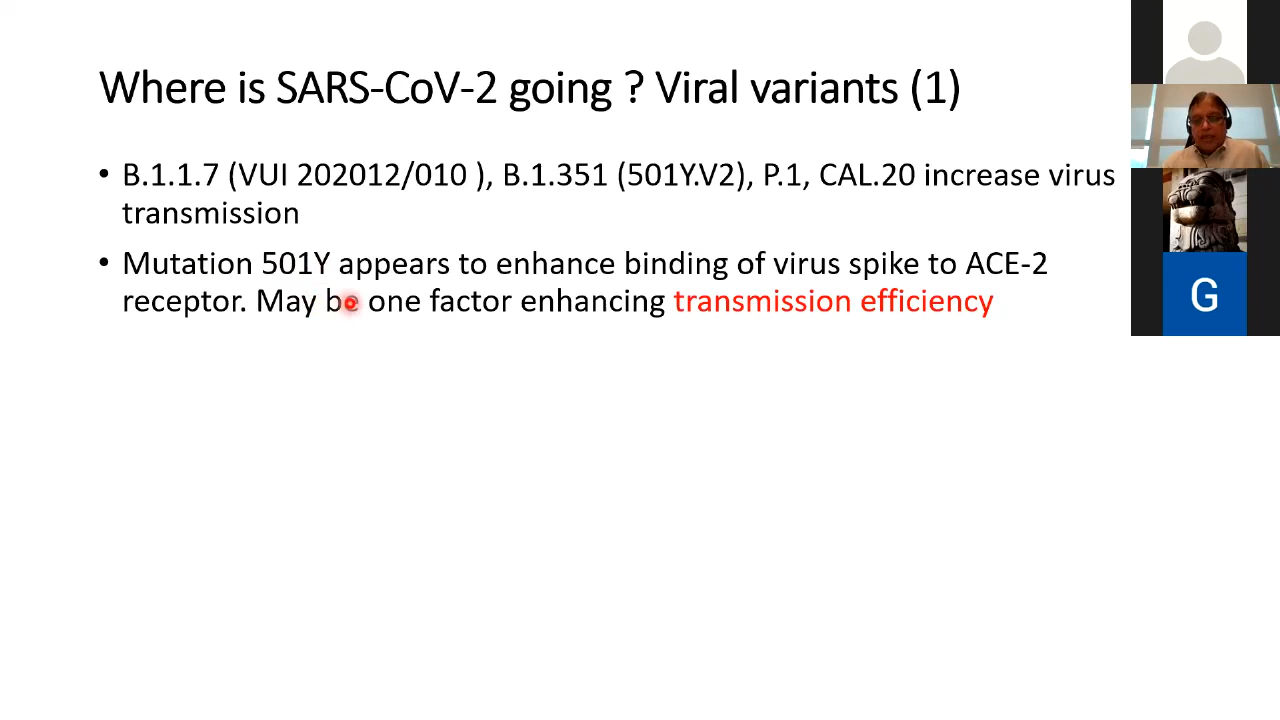 Where is SARS-CoV-2 going ? Viral variants (1)
• B.1.1.7 (VUI 202012/010 ), B.1.351 (501Y.V2), P.1, CAL.20 increase virus
transmission
• Mutation 501Y appears to enhance binding of virus spike to ACE-2
receptor. May be one factor enhancing transmission efficiency
G